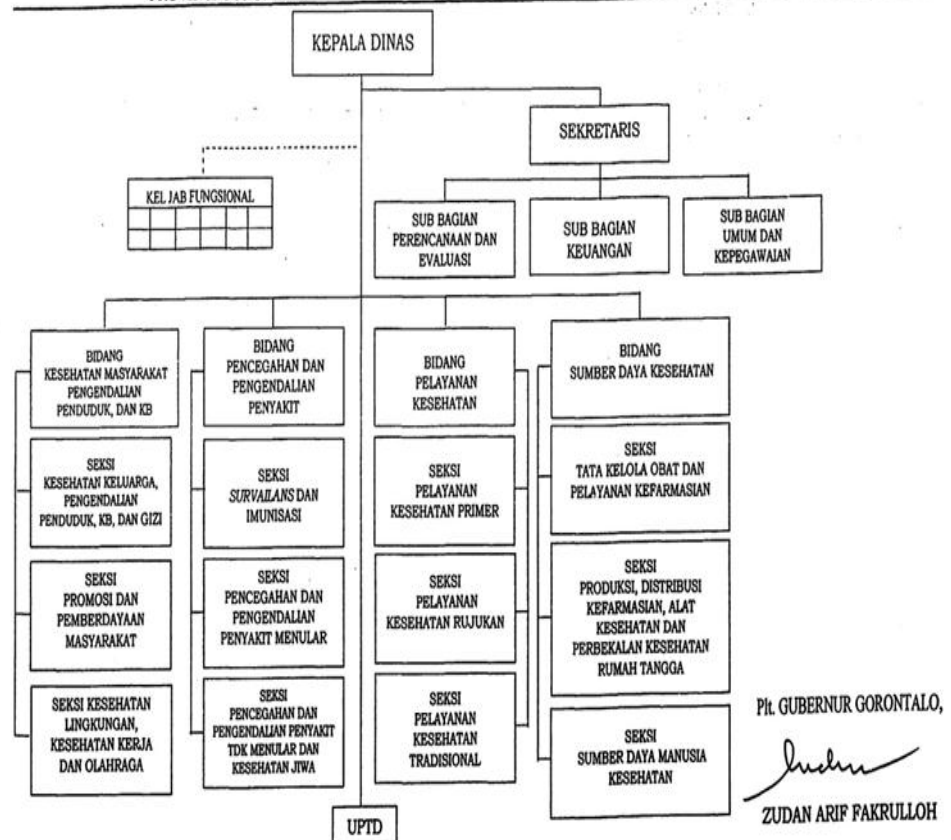 KEPALA DINAS
SEKRETARIS
KEL JAB FUNGSIONAL
SUB BAGIAN
PERENCANAAN DAN
EVALUASI
SUB BAGIAN
KEUANGAN
SUB BAGIAN
UMUM DAN
KEPEGAWAIAN
BIDANG
KESEHATAN MASYARAKAT
PENGENDALIAN
PENDUDUK, DAN KB
SEKSI
KESEHATAN KELUARGA,
PENGENDALIAN
PENDUDUK, KB, DAN GIZI
SEKSI
PROMOSI DAN
PEMBERDAYAAN
MASYARAKAT
SEKSI KESEHATAN
LINGKUNGAN,
KESEHATAN KERJA
DAN OLAHRAGA
BIDANG
PENCEGAHAN DAN
PENGENDALIAN
PENYAKIT
SEKSI
SURVAILANS DAN
IMUNISASI
SEKSI
PENCEGAHAN DAN
PENGENDALIAN
PENYAKIT MENULAR
SEKSI
PENCEGAHAN DAN
PENGENDALIAN PENYAKIT
TDK MENULAR DAN
KESEHATAN JIWA
BIDANG
PELAYANAN
KESEHATAN
SEKSI
PELAYANAN
KESEHATAN PRIMER
SEKSI
PELAYANAN
KESEHATAN RUJUKAN
SEKSI
PELAYANAN
KESEHATAN
TRADISIONAL
BIDANG
SUMBER DAYA KESEHATAN
SEKSI
TATA KELOLA OBAT DAN
PELAYANAN KEFARMASIAN
SEKSI
PRODUKSI, DISTRIBUSI
KEFARMASIAN, ALAT
KESEHATAN DAN
PERBEKALAN KESEHATAN
RUMAH TANGGA
SEKSI
SUMBER DAYA MANUSIA
KESEHATAN
UPTD
Plt. GUBERNUR GORONTALO,
ZUDAN ARIF FAKRULLOH